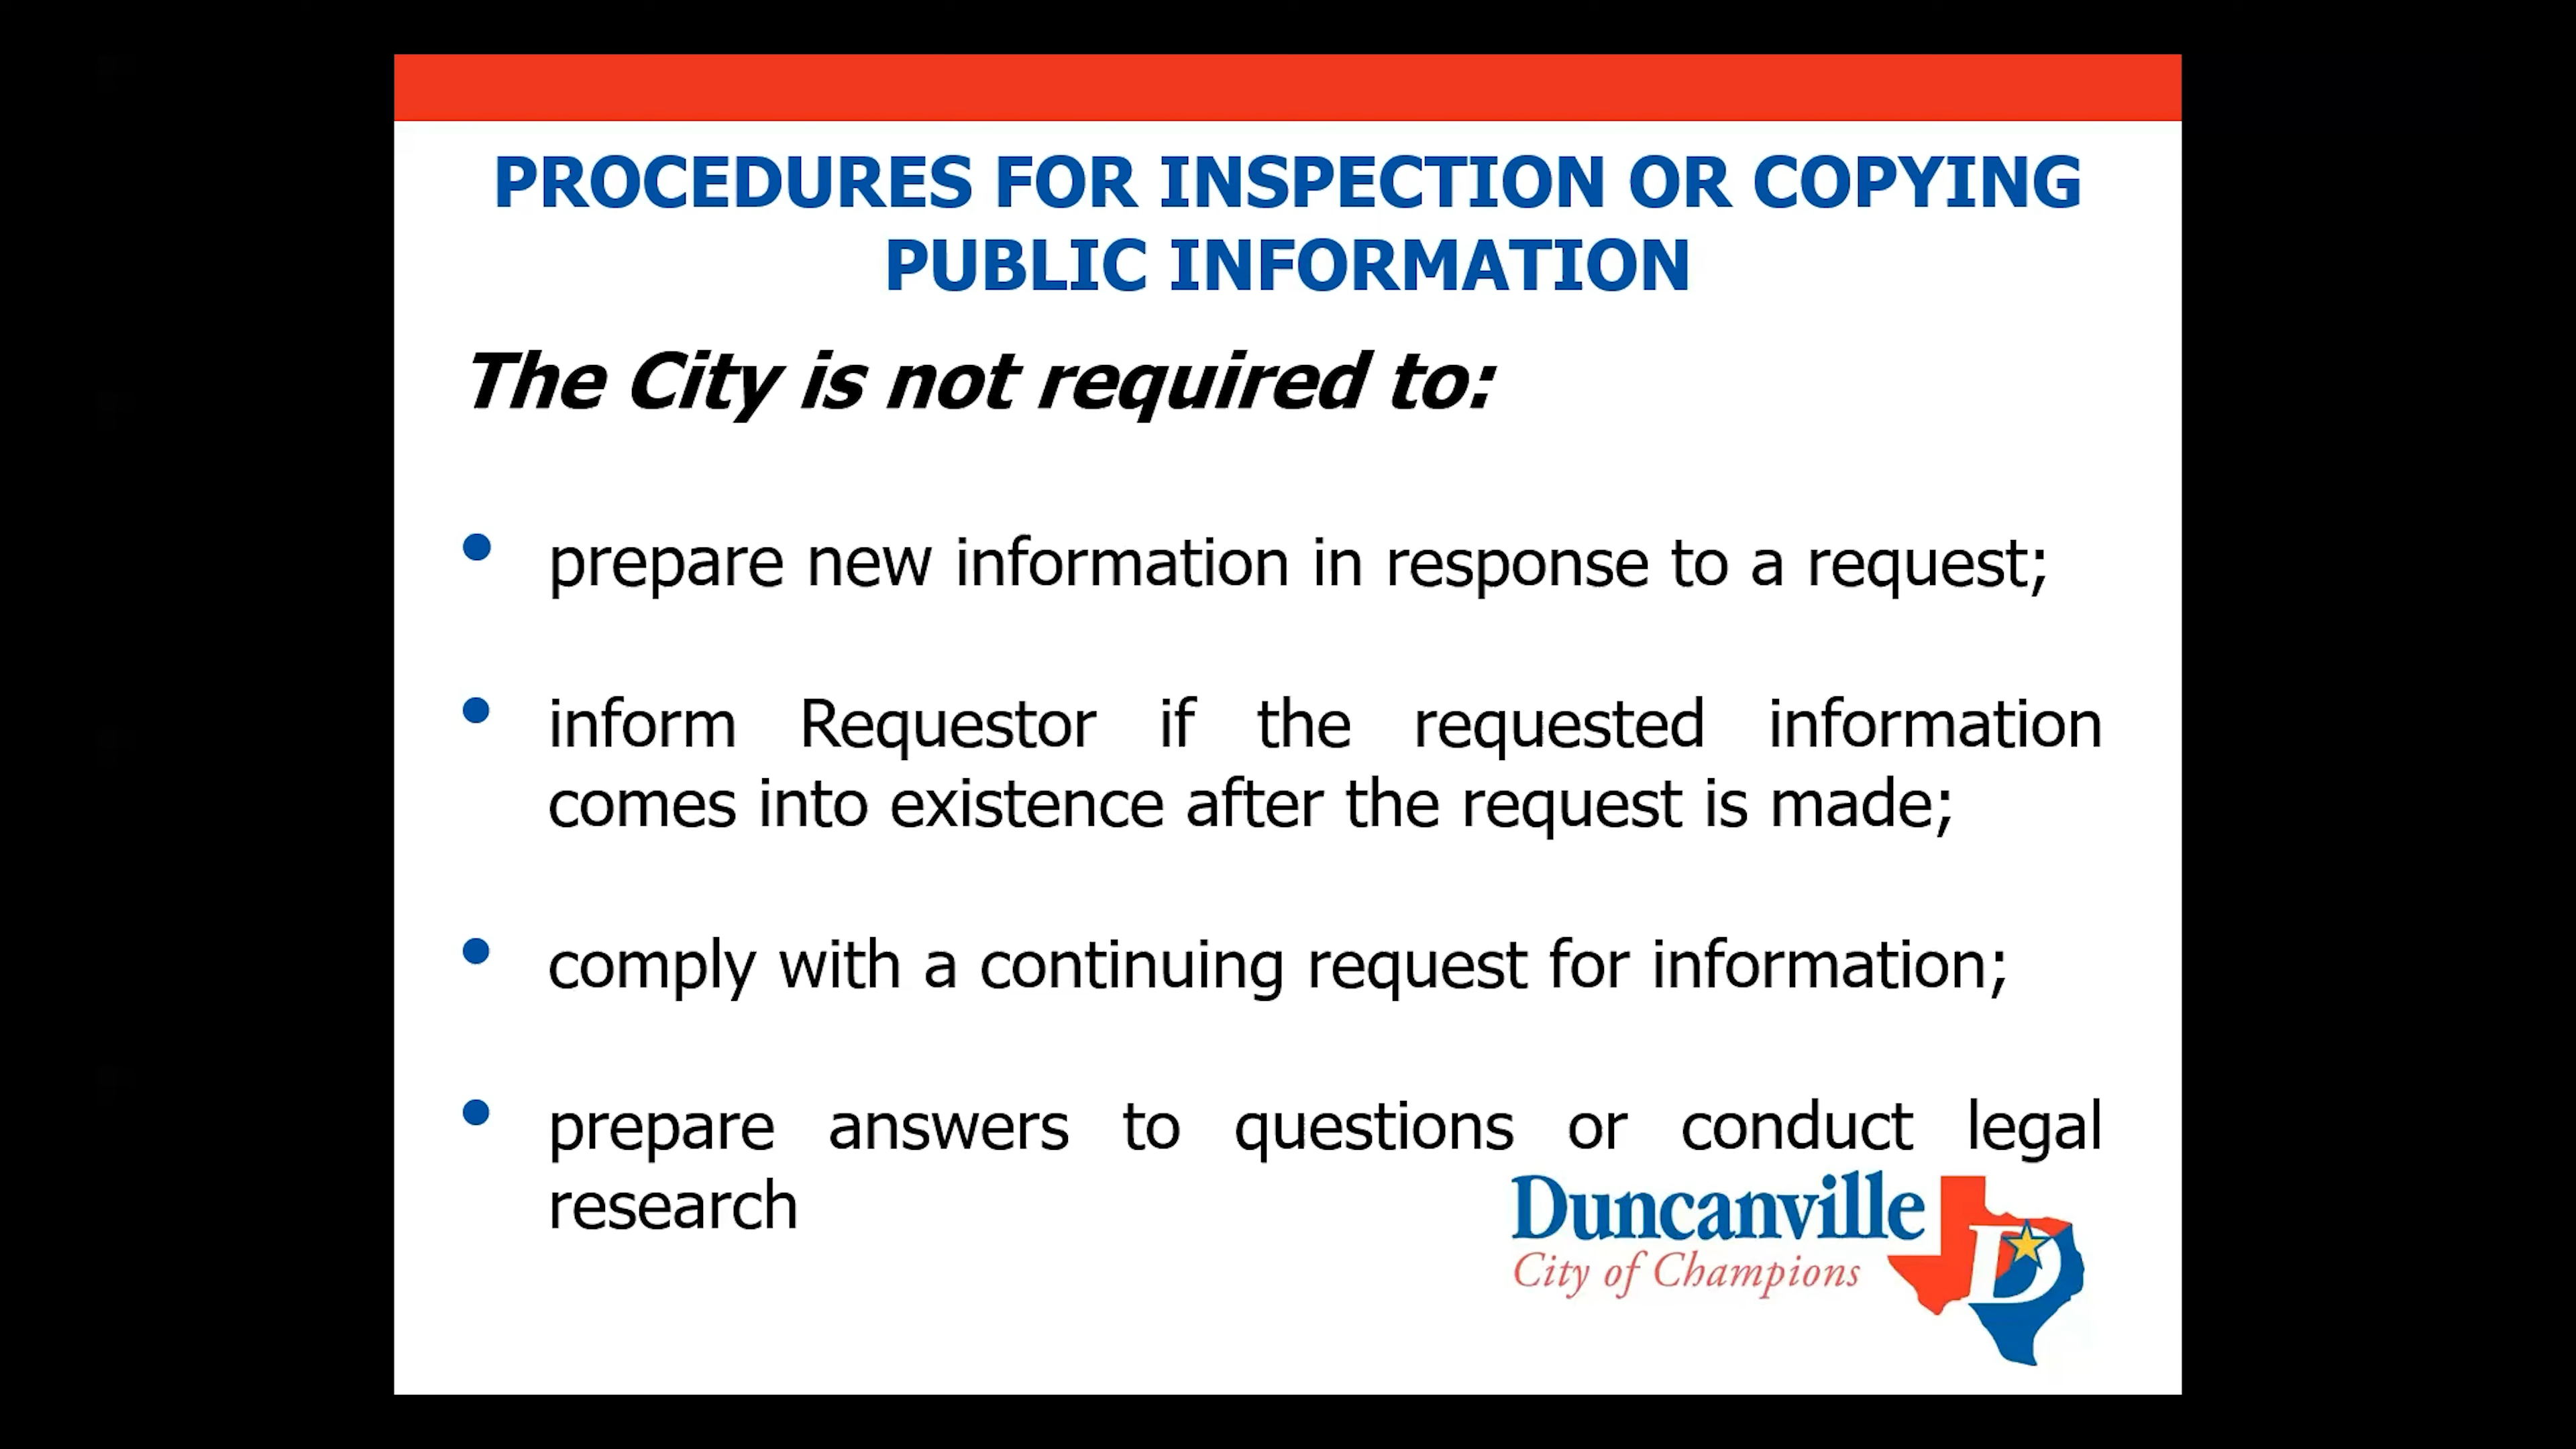 PROCEDURES FOR INSPECTION OR COPYING
PUBLIC INFORMATION
The City is not required to:
• prepare new information in response to a request;
• inform Requestor if the requested information
comes into existence after the request is made;
• comply with a continuing request for information;
• prepare answers to questions or conduct legal
research
Duncanville
City of Champions
D